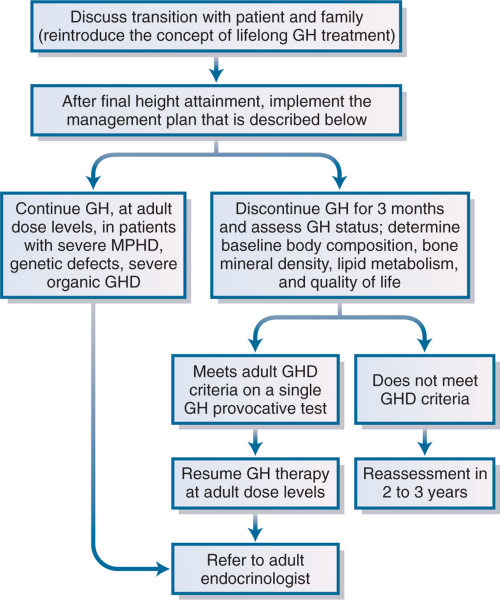 Discuss transition with patient and family
(reintroduce the concept of lifelong GH treatment)
After final height attainment, implement the
management plan that is described below
Continue GH, at adult
dose levels, in patients
with severe MPHD,
genetic defects, severe
organic GHD
Discontinue GH for 3 months
and assess GH status; determine
baseline body composition, bone
mineral density, lipid metabolism,
and quality of life
Meets adult GHD
criteria on a single
GH provocative test
Does not meet
GHD criteria
Resume GH therapy
at adult dose levels
Reassessment in
2 to 3 years
Refer to adult
endocrinologist